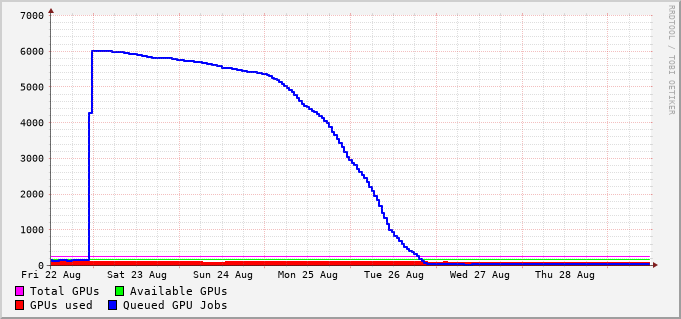 7000
6000
5000
4000
3000
2000
1000
0
Fri 22 Aug Sat 23 Aug Sun 24 Aug Mon 25 Aug Tue 26 Aug Wed 27 Aug Thu 28 Aug
Total GPUs Available GPUs
GPUs used Queued GPU Jobs
RRDTOOL / TOBI OETIKER